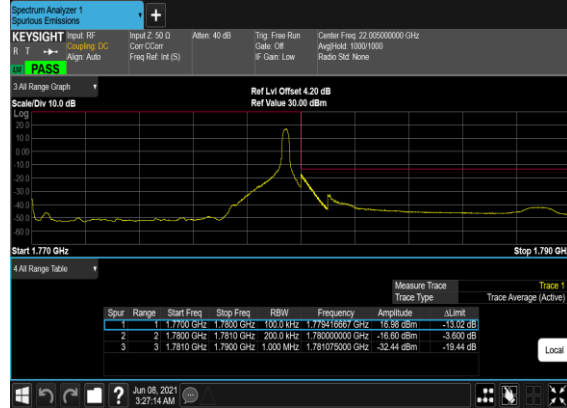 Spectrum Analyzer 1
Spurious Emissions
KEYSIGHT Input: RF Input Z: 50 Ω Atten: 40 dB Trig: Free Run Center Freq: 22.005000000 GHz
R T Coupling: DC Corr CCorr Gate: Off Avg|Hold: 1000/1000
Align: Auto Freq Ref: Int (S) IF Gain: Low Radio Std: None
PASS
3 All Range Graph
Ref Lvl Offset 4.20 dB
Scale/Div 10.0 dB Ref Value 30.00 dBm
Log
20.0
10.0
0.00
-10.0
-20.0
-30.0
-40.0
-50.0
-60.0
Start 1.770 GHz Stop 1.790 GH
4 All Range Table
Measure Trace Trace 1
Trace Type Trace Average (Active)
Spur Range Start Freq Stop Freq RBW Frequency Amplitude ΔLimit
1 1 1.7700 GHz 1.7800 GHz 100.0 kHz 1.779416667 GHz 16.98 dBm -13.02 dB
2 2 1.7800 GHz 1.7810 GHz 200.0 kHz 1.780000000 GHz -16.60 dBm -3.600 dB
3 3 1.7810 GHz 1.7900 GHz 1.000 MHz 1.781075000 GHz -32.44 dBm -19.44 dB
Local
Jun 08, 2021
3:27:14 AM